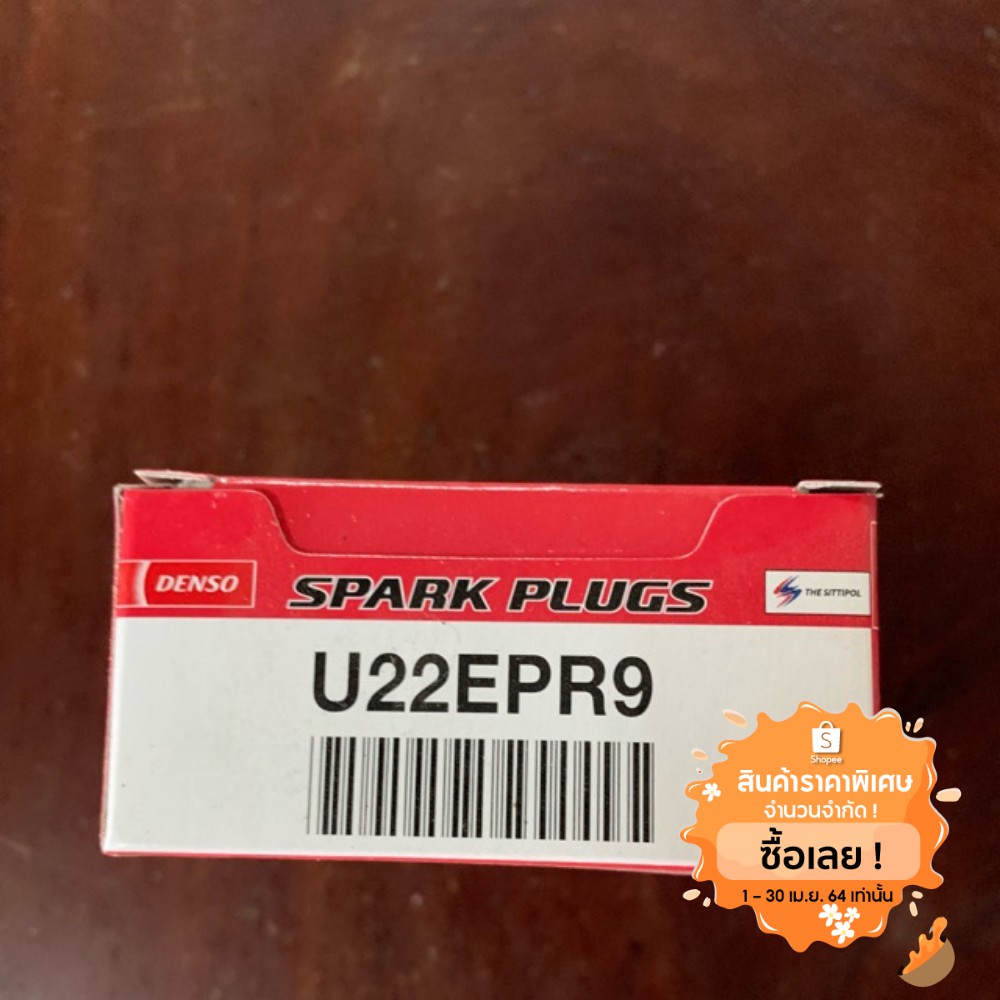 DENSO
SPARK PLUGS
THE SITTIPOL
U22EPR9
S
Shopee
สินค้าราคาพิเศษ
จำนวนจำกัด !
ซื้อเลย !
1 – 30 เม.ย. 64 เท่านั้น